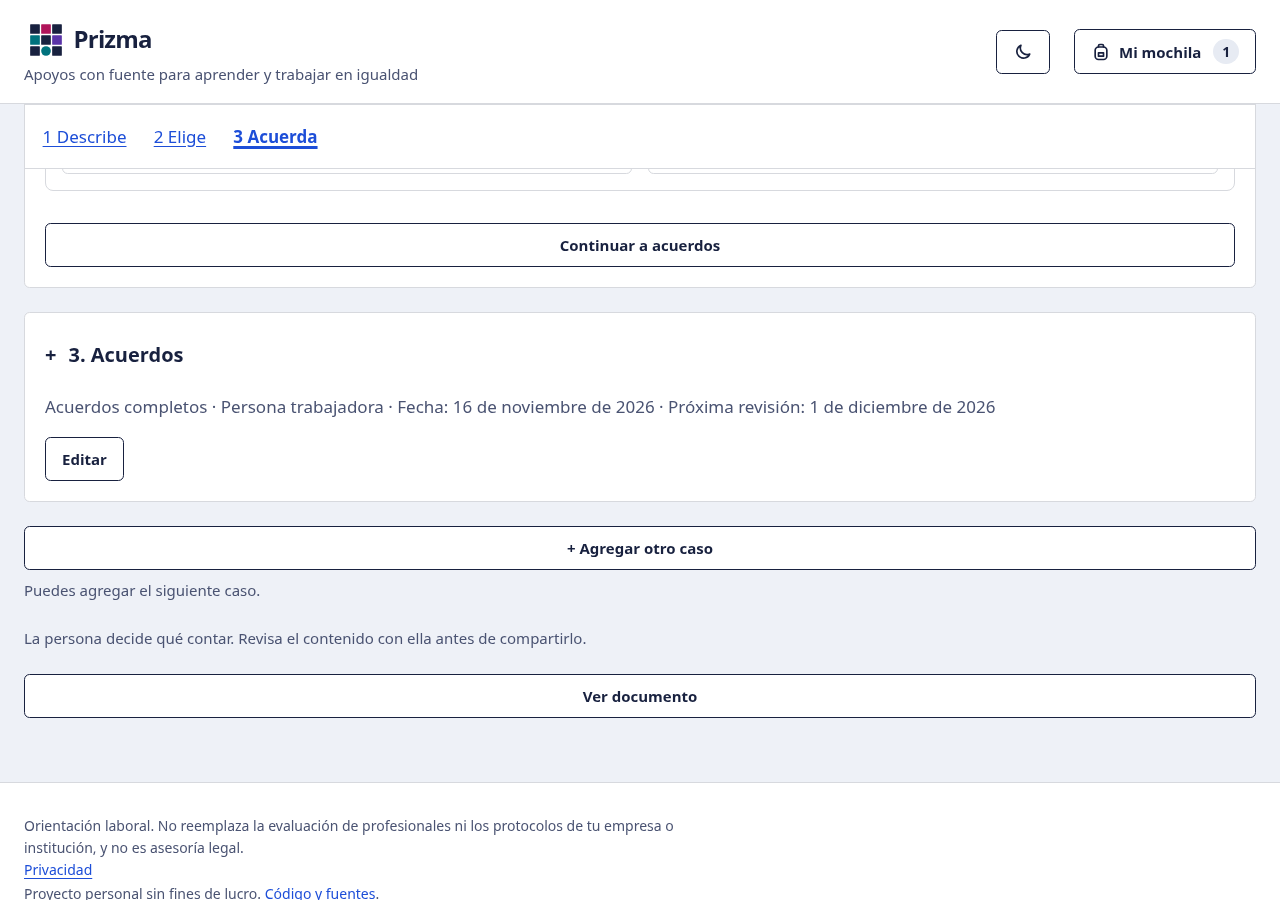 Prizma
Apoyos con fuente para aprender y trabajar en igualdad
Mi mochila 1
1 Describe 2 Elige 3 Acuerda
Continuar a acuerdos
+ 3. Acuerdos
Acuerdos completos · Persona trabajadora · Fecha: 16 de noviembre de 2026 · Próxima revisión: 1 de diciembre de 2026
Editar
+ Agregar otro caso
Puedes agregar el siguiente caso.
La persona decide qué contar. Revisa el contenido con ella antes de compartirlo.
Ver documento
Orientación laboral. No reemplaza la evaluación de profesionales ni los protocolos de tu empresa o
institución, y no es asesoría legal.
Privacidad
Proyecto personal sin fines de lucro. Código y fuentes.